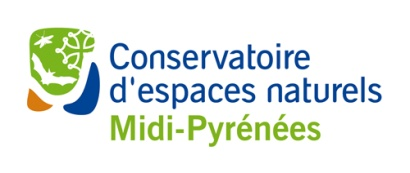 Conservatoire
d'espaces naturels
Midi-Pyrénées